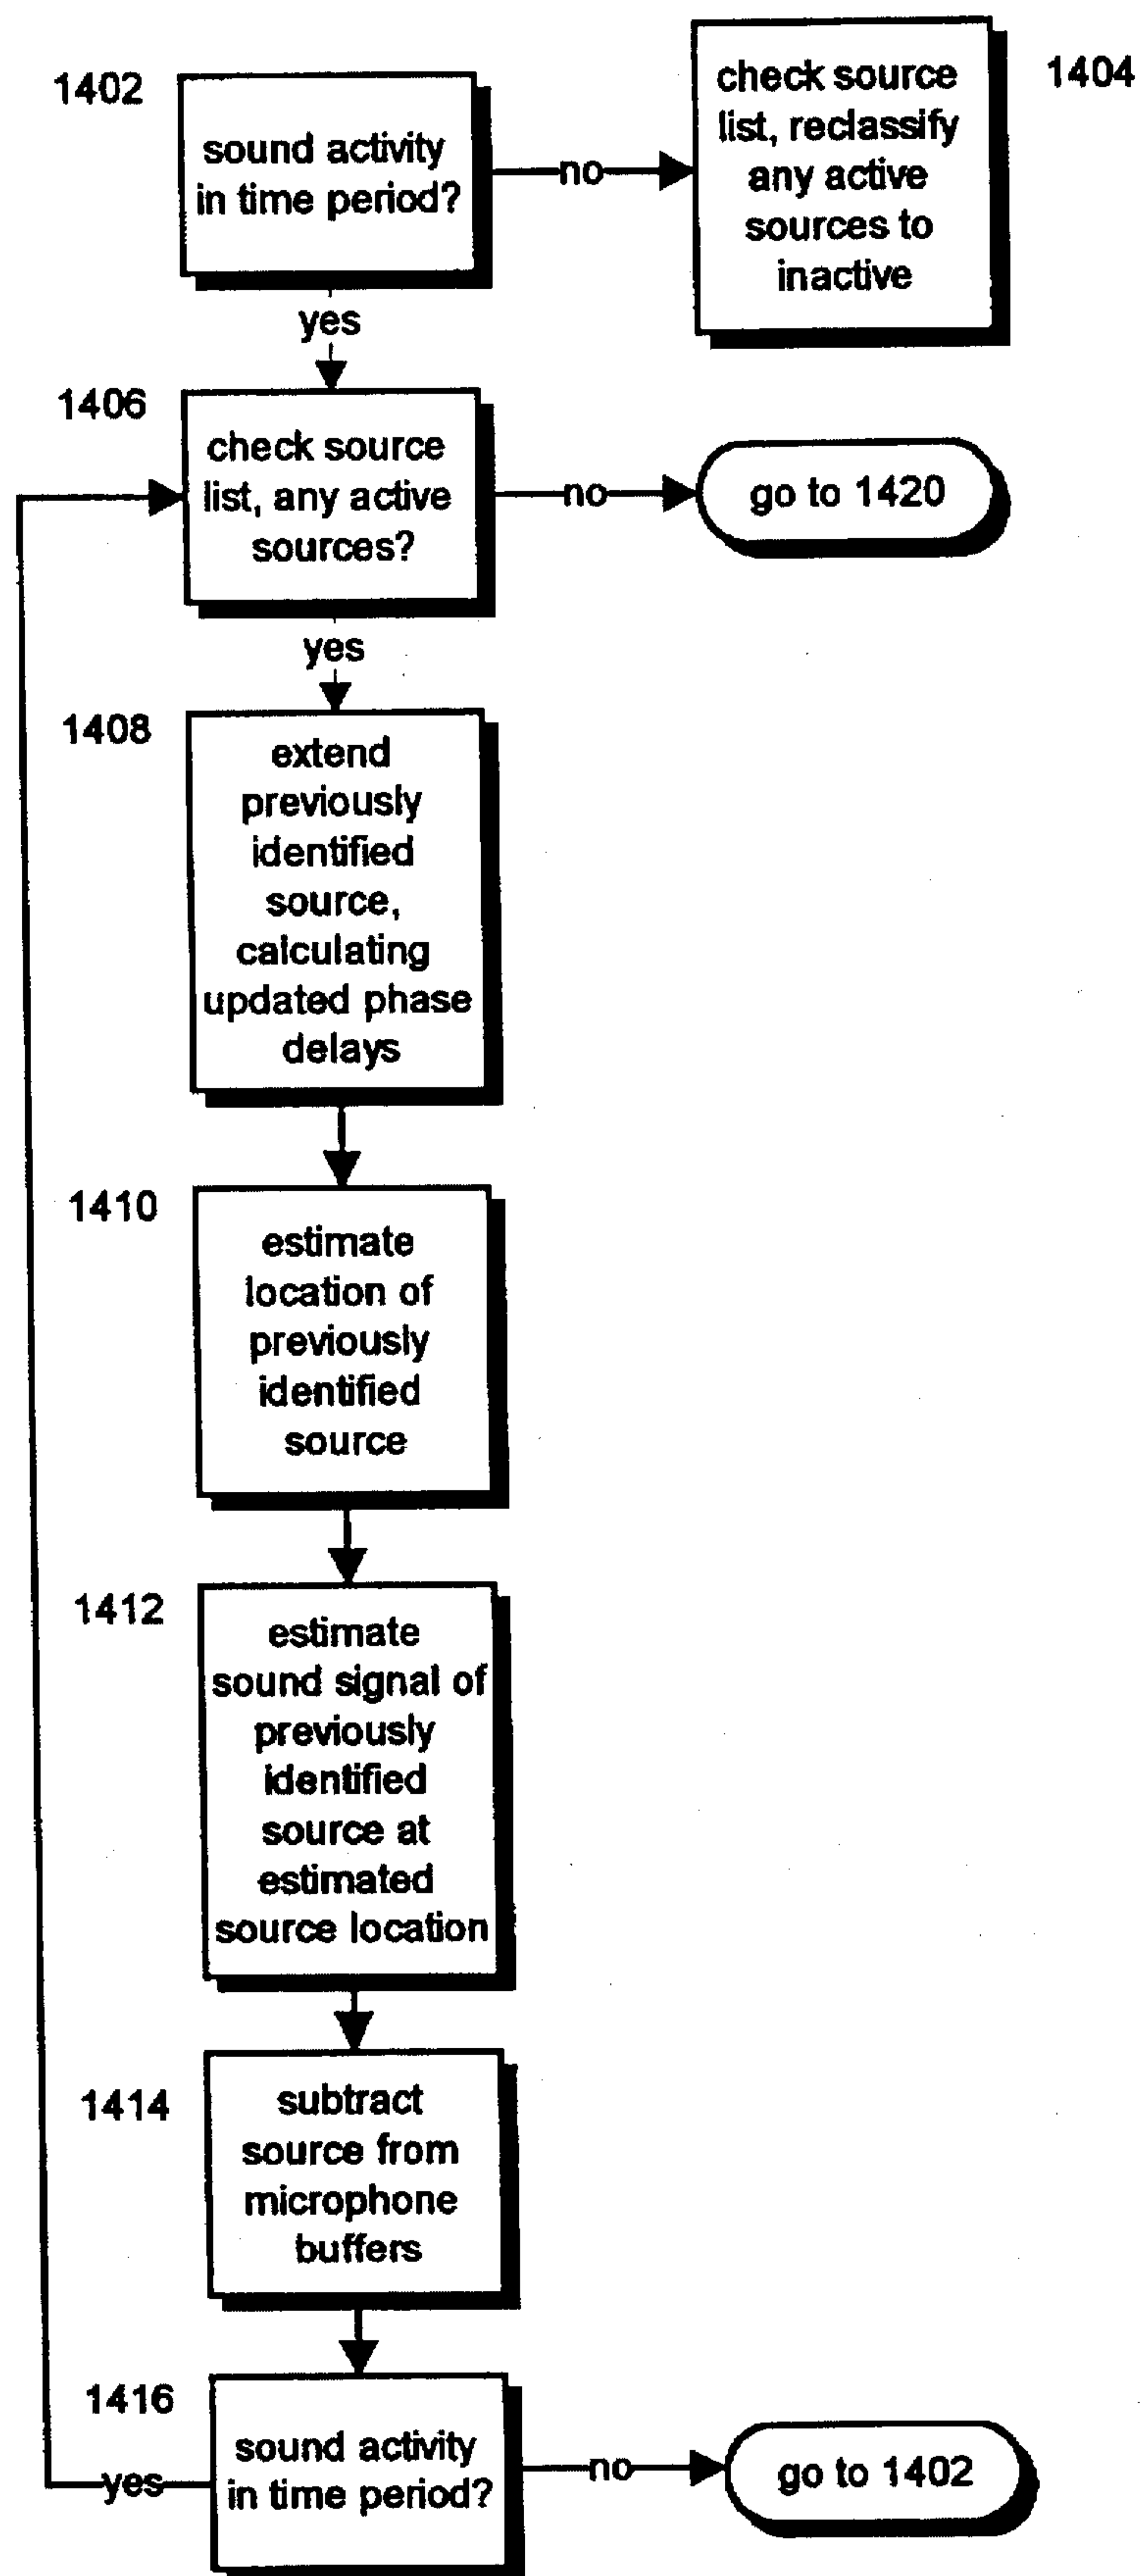 1402
sound activity
in time period?
no
check source
list, reclassify
any active
sources to
inactive
1404
yes
1406
check source
list, any active
sources?
no
go to 1420
yes
1408
extend
previously
identified
source,
calculating
updated phase
delays
1410
estimate
location of
previously
identified
source
1412
estimate
sound signal of
previously
identified
source at
estimated
source location
1414
subtract
source from
microphone
buffers
1416
sound activity
in time period?
yes
no
go to 1402